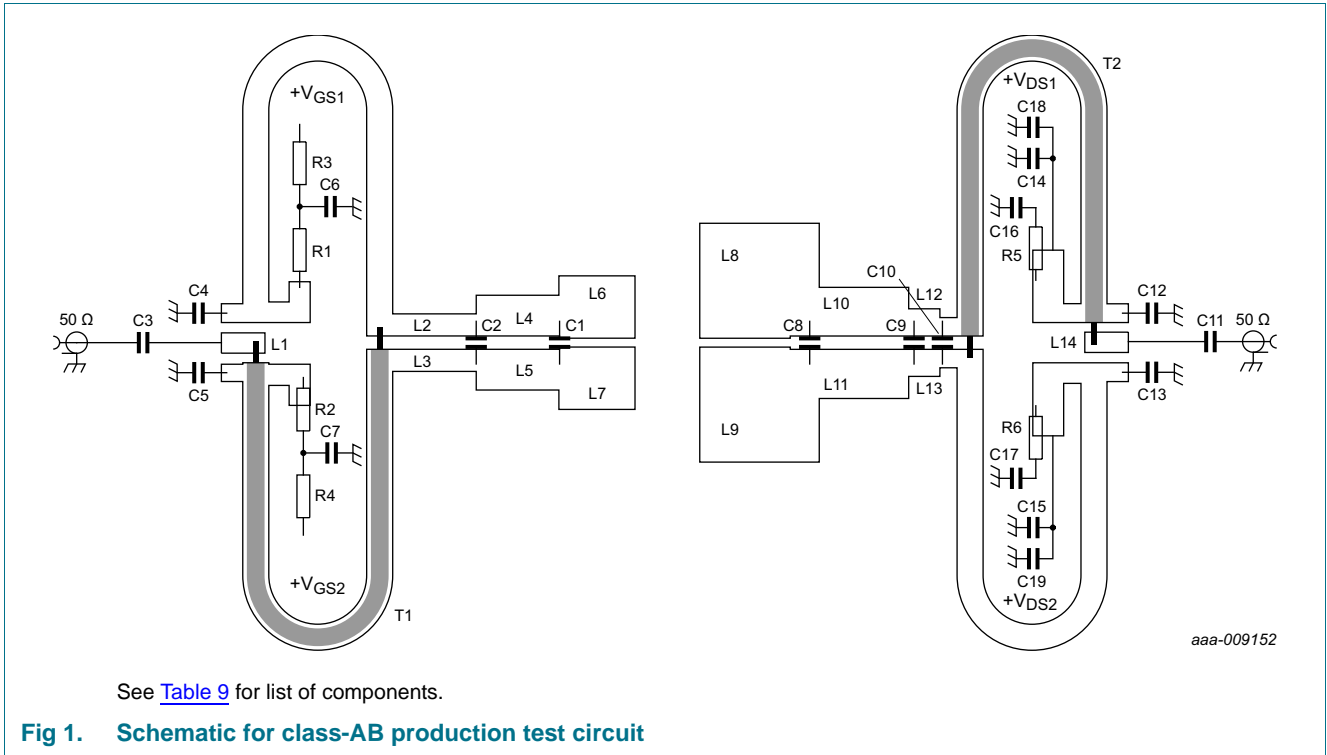 +VGS1
R3
C6
R1
C4
C3
50 Ω
L1
C5
R2
C7
R4
+VGS2
T1
L2
C2
L4
C1
L6
L3
L5
L7
T2
+VDS1
C18
C14
C16
R5
L8
C10
L10
L12
C12
C11
50 Ω
C8
C9
L14
L11
L13
C13
L9
R6
C17
C15
C19
+VDS2
aaa-009152
See Table 9 for list of components.
Fig 1. Schematic for class-AB production test circuit